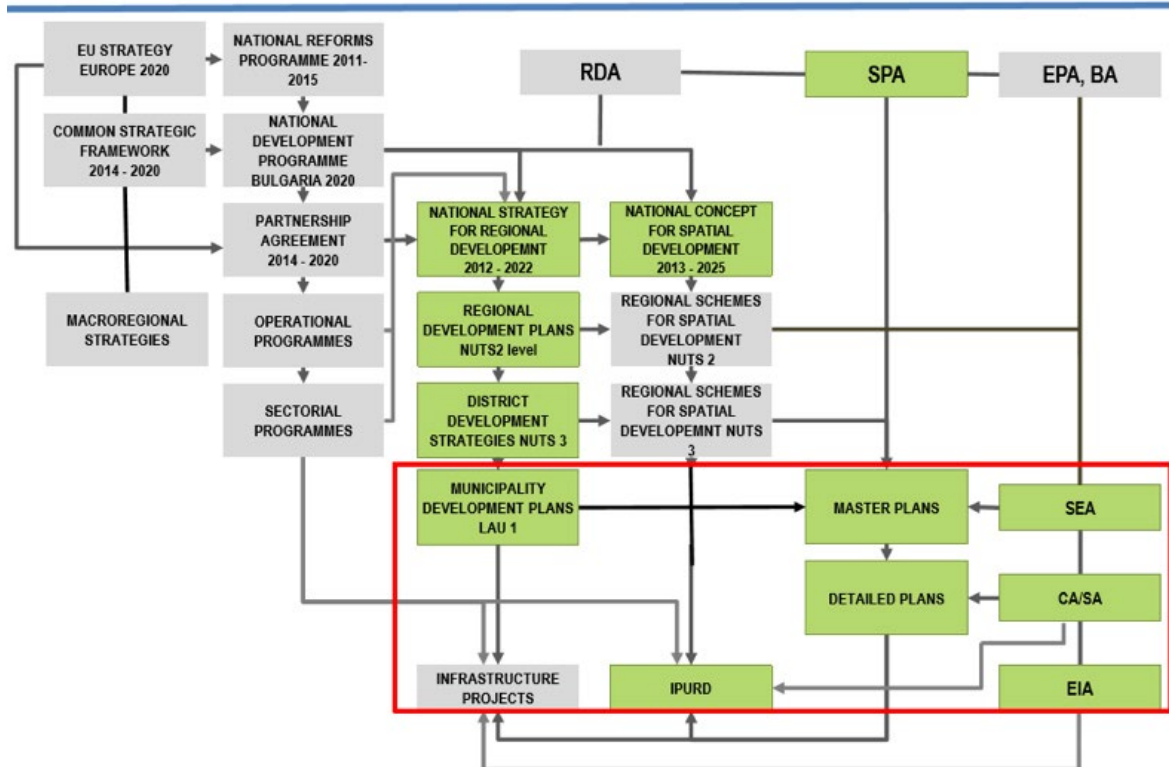 EU STRATEGY
EUROPE 2020
NATIONAL REFORMS
PROGRAMME 2011-
2015
RDA
SPA
EPA, BA
COMMON STRATEGIC
FRAMEWORK
2014 - 2020
NATIONAL
DEVELOPMENT
PROGRAMME
BULGARIA 2020
PARTNERSHIP
AGREEMENT
2014 - 2020
NATIONAL STRATEGY
FOR REGIONAL
DEVELOPEMNT
2012 - 2022
NATIONAL CONCEPT
FOR SPATIAL
DEVELOPMENT
2013 - 2025
MACROREGIONAL
STRATEGIES
OPERATIONAL
PROGRAMMES
REGIONAL
DEVELOPMENT PLANS
NUTS2 level
REGIONAL SCHEMES
FOR SPATIAL
DEVELOPMENT
NUTS 2
SECTORIAL
PROGRAMMES
DISTRICT
DEVELOPMENT
STRATEGIES NUTS 3
REGIONAL SCHEMES
FOR SPATIAL
DEVELOPEMNT NUTS
3
MUNICIPALITY
DEVELOPMENT PLANS
LAU 1
MASTER PLANS
SEA
DETAILED PLANS
CA/SA
INFRASTRUCTURE
PROJECTS
IPURD
EIA